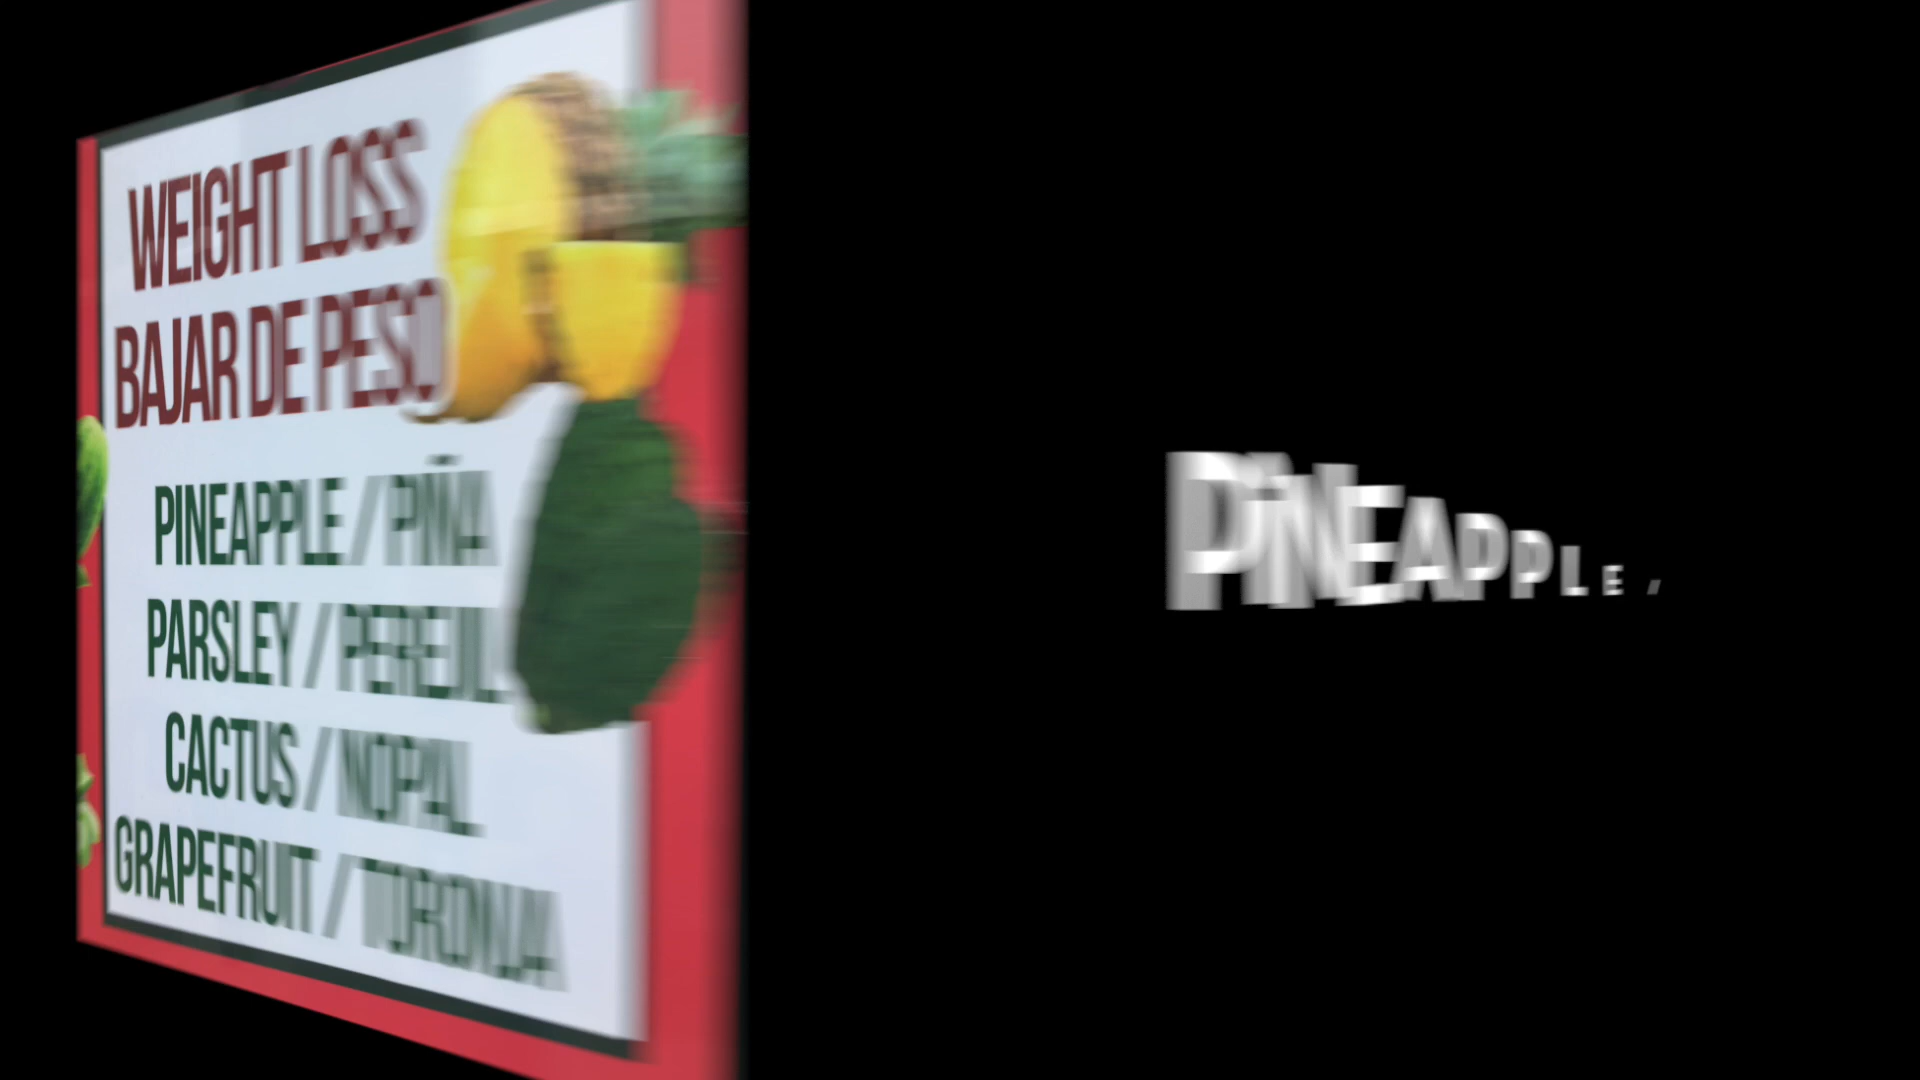 WEIGHT LOSS
BAJAR DE PESO
PINEAPPLE / PIÑA
PARSLEY / PEREJIL
CACTUS / NOPAL
GRAPEFRUIT / TORONJA
PINEAPPLE,